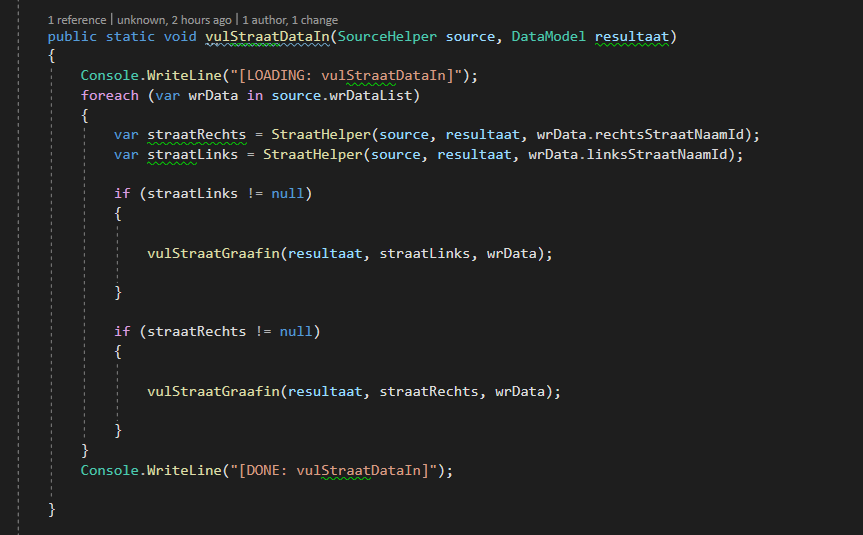 1 reference | unknown, 2 hours ago | 1 author, 1 change
public static void vulStraatDataIn(SourceHelper source, DataModel resultaat)
{
Console.WriteLine("[LOADING: vulStraatDataIn]");
foreach (var wrData in source.wrDataList)
{
var straatRechts = StraatHelper(source, resultaat, wrData.rechtsStraatNaamId);
var straatLinks = StraatHelper(source, resultaat, wrData.linksStraatNaamId);
if (straatLinks != null)
{
vulStraatGraafin(resultaat, straatLinks, wrData);
}
if (straatRechts != null)
{
vulStraatGraafin(resultaat, straatRechts, wrData);
}
}
Console.WriteLine("[DONE: vulStraatDataIn]");
}